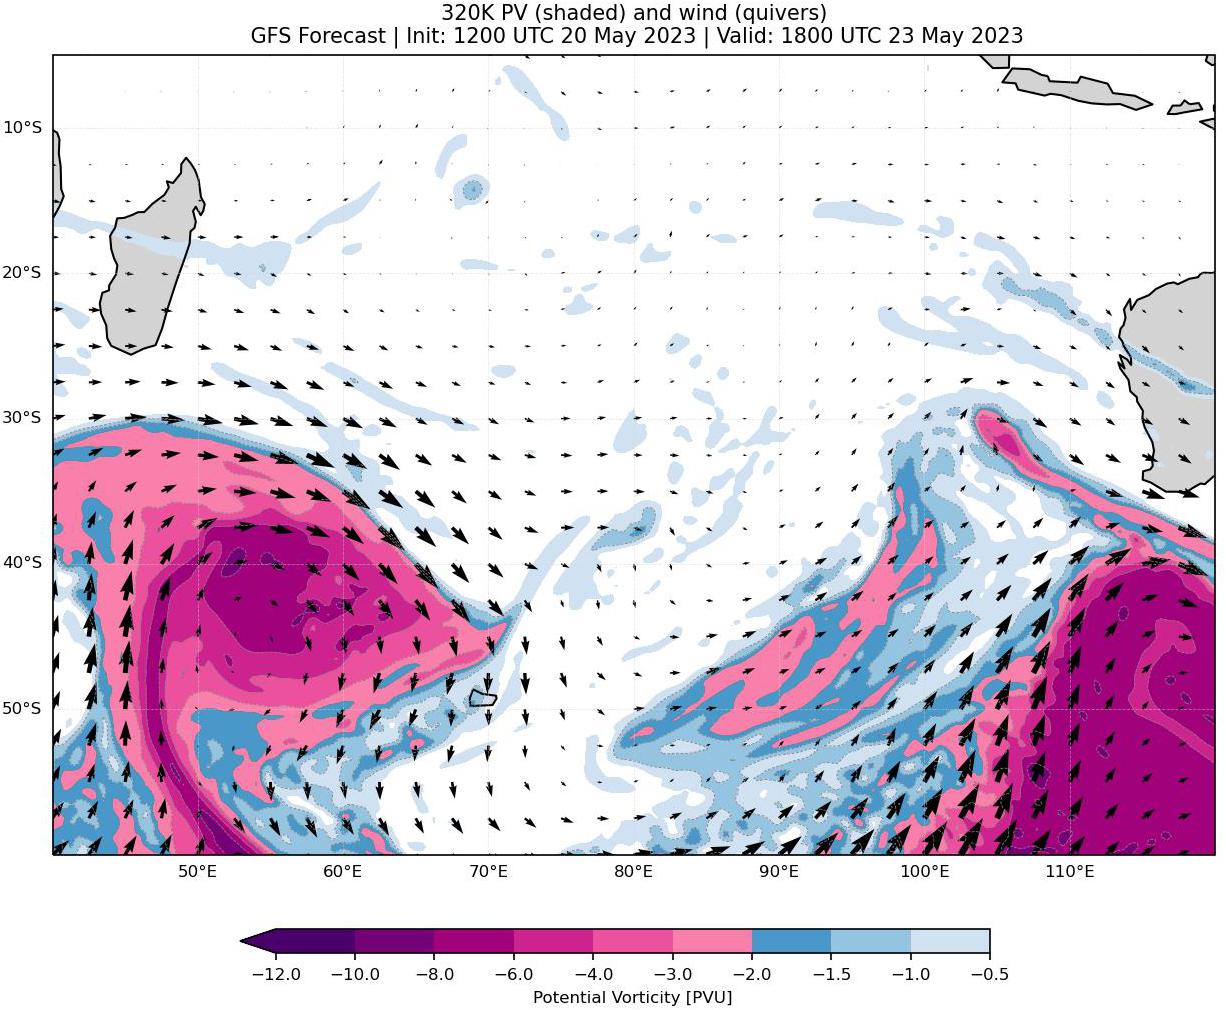 320K PV (shaded) and wind (quivers)
GFS Forecast | Init: 1200 UTC 20 May 2023 | Valid: 1800 UTC 23 May 2023
10°S
20°S
30°S
40°S
50°S
50°E 60°E 70°E 80°E 90°E 100°E 110°E
−12.0 −10.0 −8.0 −6.0 −4.0 −3.0 −2.0 −1.5 −1.0 −0.5
Potential Vorticity [PVU]